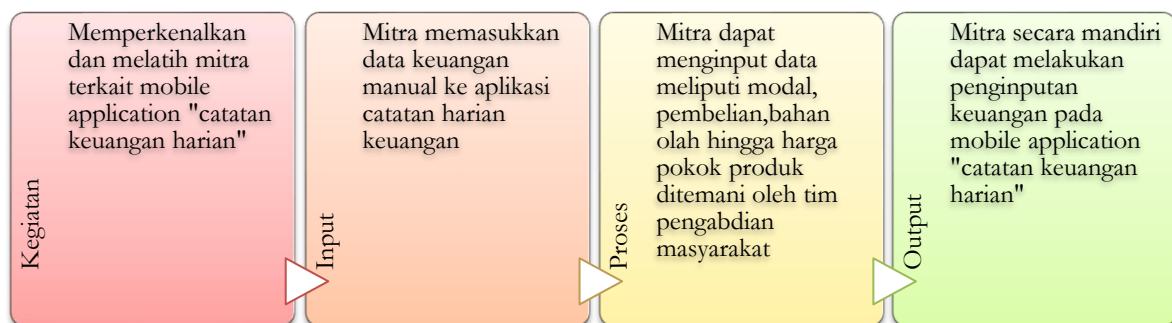 Kegiatan
Memperkenalkan
dan melatih mitra
terkait mobile
application "catatan
keuangan harian"
Input
Mitra memasukkan
data keuangan
manual ke aplikasi
catatan harian
keuangan
Proses
Mitra dapat
menginput data
meliputi modal,
pembelian,bahan
olah hingga harga
pokok produk
ditemani oleh tim
pengabdian
masyarakat
Output
Mitra secara mandiri
dapat melakukan
penginputan
keuangan pada
mobile application
"catatan keuangan
harian"